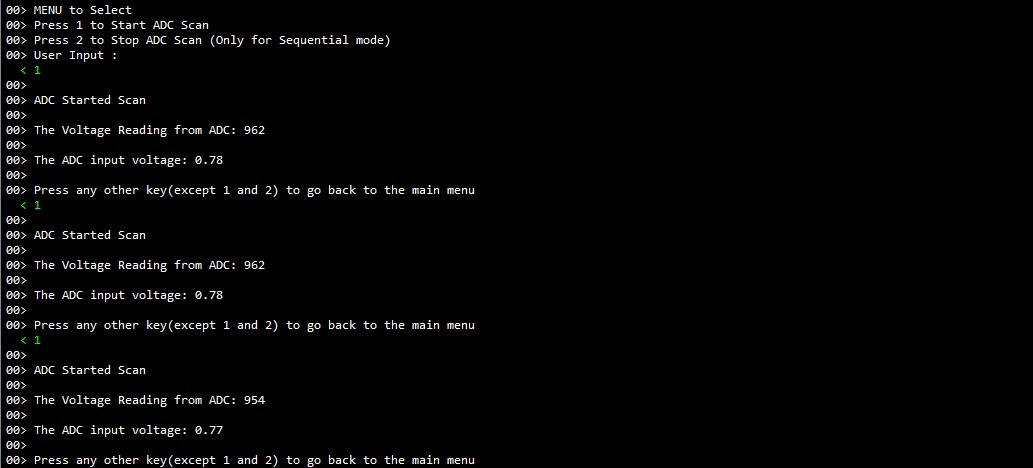 00> MENU to Select
00> Press 1 to Start ADC Scan
00> Press 2 to Stop ADC Scan (Only for Sequential mode)
00> User Input :
< 1
00>
00> ADC Started Scan
00>
00> The Voltage Reading from ADC: 962
00>
00> The ADC input voltage: 0.78
00>
00> Press any other key(except 1 and 2) to go back to the main menu
< 1
00>
00> ADC Started Scan
00>
00> The Voltage Reading from ADC: 962
00>
00> The ADC input voltage: 0.78
00>
00> Press any other key(except 1 and 2) to go back to the main menu
< 1
00>
00> ADC Started Scan
00>
00> The Voltage Reading from ADC: 954
00>
00> The ADC input voltage: 0.77
00>
00> Press any other key(except 1 and 2) to go back to the main menu